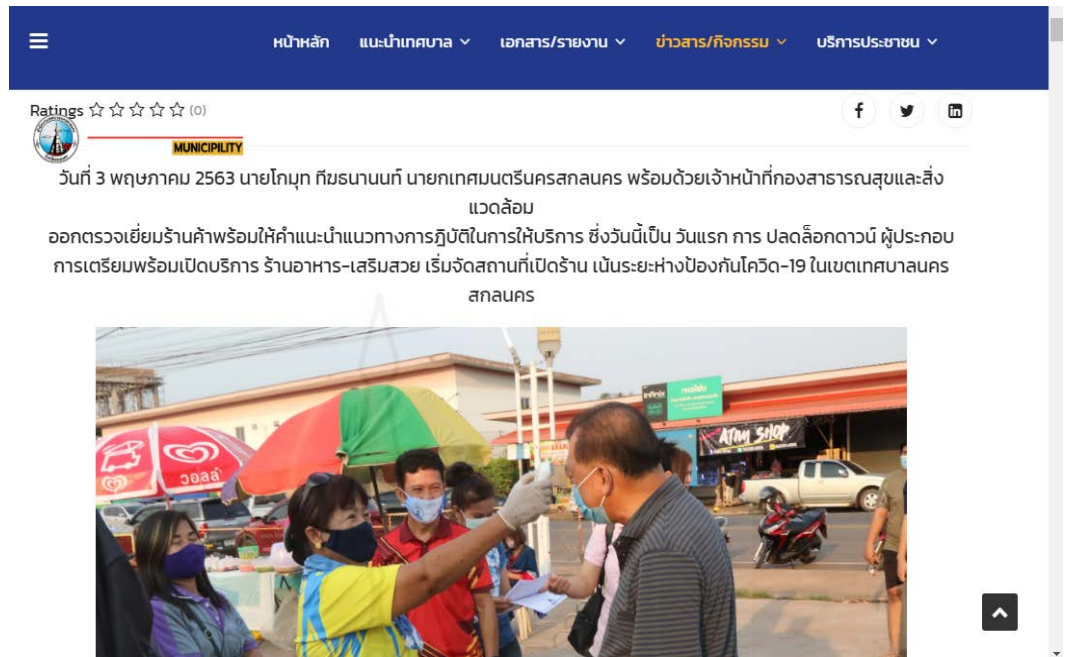 หน้าหลัก แนะนำเทศบาล เอกสาร/รายงาน ข่าวสาร/กิจกรรม บริการประชาชน
Ratings (0)
MUNICIPILITY
วันที่ 3 พฤษภาคม 2563 นายโกมุท ทีฆธนานนท์ นายกเทศมนตรีนครสกลนคร พร้อมด้วยเจ้าหน้าที่กองสาธารณสุขและสิ่ง
แวดล้อม
ออกตรวจเยี่ยมร้านค้าพร้อมให้คำแนะนำแนวทางการฎิบัติในการให้บริการ ซึ่งวันนี้เป็น วันแรก การ ปลดล็อกดาวน์ ผู้ประกอบ
การเตรียมพร้อมเปิดบริการ ร้านอาหาร-เสริมสวย เริ่มจัดสถานที่เปิดร้าน เน้นระยะห่างป้องกันโควิด-19 ในเขตเทศบาลนคร
สกลนคร
Infinix
วอลล์
ATM SHOP